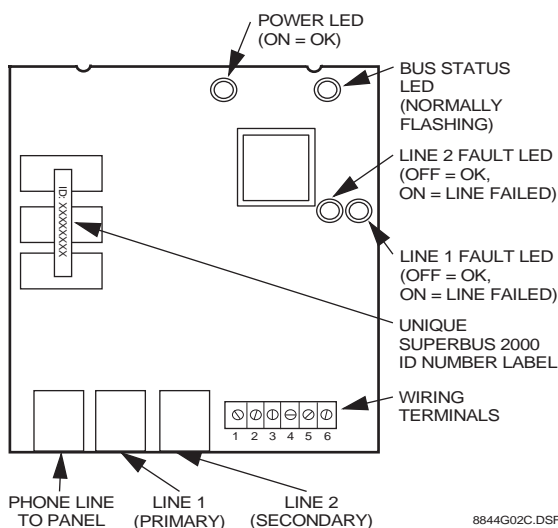 POWER LED
(ON = OK)
BUS STATUS
LED
(NORMALLY
FLASHING)
LINE 2 FAULT LED
(OFF = OK,
ON = LINE FAILED)
LINE 1 FAULT LED
(OFF = OK,
ON = LINE FAILED)
ID: XXXXXXXX
UNIQUE
SUPERBUS 2000
ID NUMBER LABEL
WIRING
TERMINALS
1 2 3 4 5 6
PHONE LINE
TO PANEL
LINE 1
(PRIMARY)
LINE 2
(SECONDARY)
8844G02C.DSF